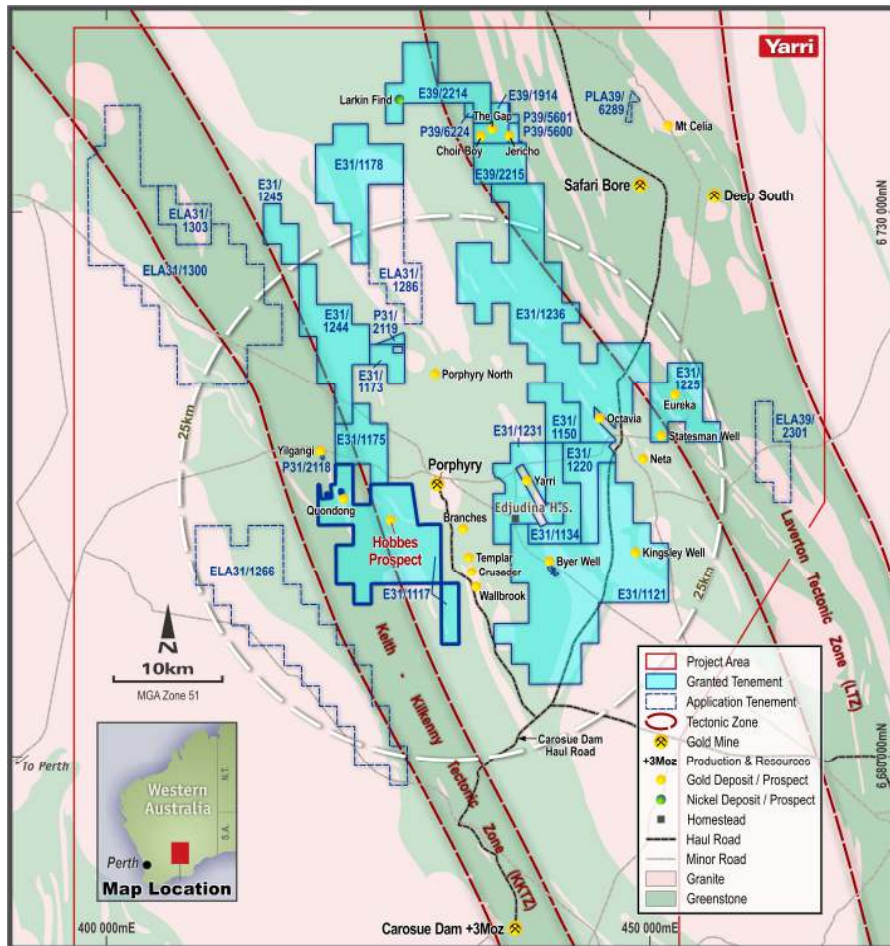 Yarri
Larkin Find
E39/2214
E39/1914
The Gap
P39/5601
P39/6224
P39/5600
Choir Boy
Jericho
PLA39/
6289
Mt Celia
E31/1178
E39/2215
Safari Bore
Deep South
E31/
1245
ELA31/
1303
6 730 000mN
ELA31/1300
ELA31/
1286
E31/
1244
P31/
2119
E31/1236
E31/
1173
Porphyry North
E31/
1225
Eureka
25km
E31/1231
E31/
1150
Octavia
ELA39/
2301
E31/1175
Statesman Well
Yilgangi
E31/
1220
Neta
P31/2118
Porphyry
Yarri
Quondong
Edjudina H.S.
Hobbes
Prospect
Branches
E31/1134
Templar
Byer Well
Kingsley Well
Crusader
ELA31/1266
E31/1117
Wallbrook
E31/1121
25km
Laverton Tectonic Zone (LTZ)
10km
MGA Zone 51
Keith - Kilkenny Tectonic Zone (KKTZ)
Carosue Dam
Haul Road
To Perth
6 680 000mN
Western
Australia
N.T.
S.A.
Perth
Map Location
Project Area
Granted Tenement
Application Tenement
Tectonic Zone
Gold Mine
+3Moz Production & Resources
Gold Deposit / Prospect
Nickel Deposit / Prospect
Homestead
Haul Road
Minor Road
Granite
Greenstone
400 000mE
Carosue Dam +3Moz
450 000mE